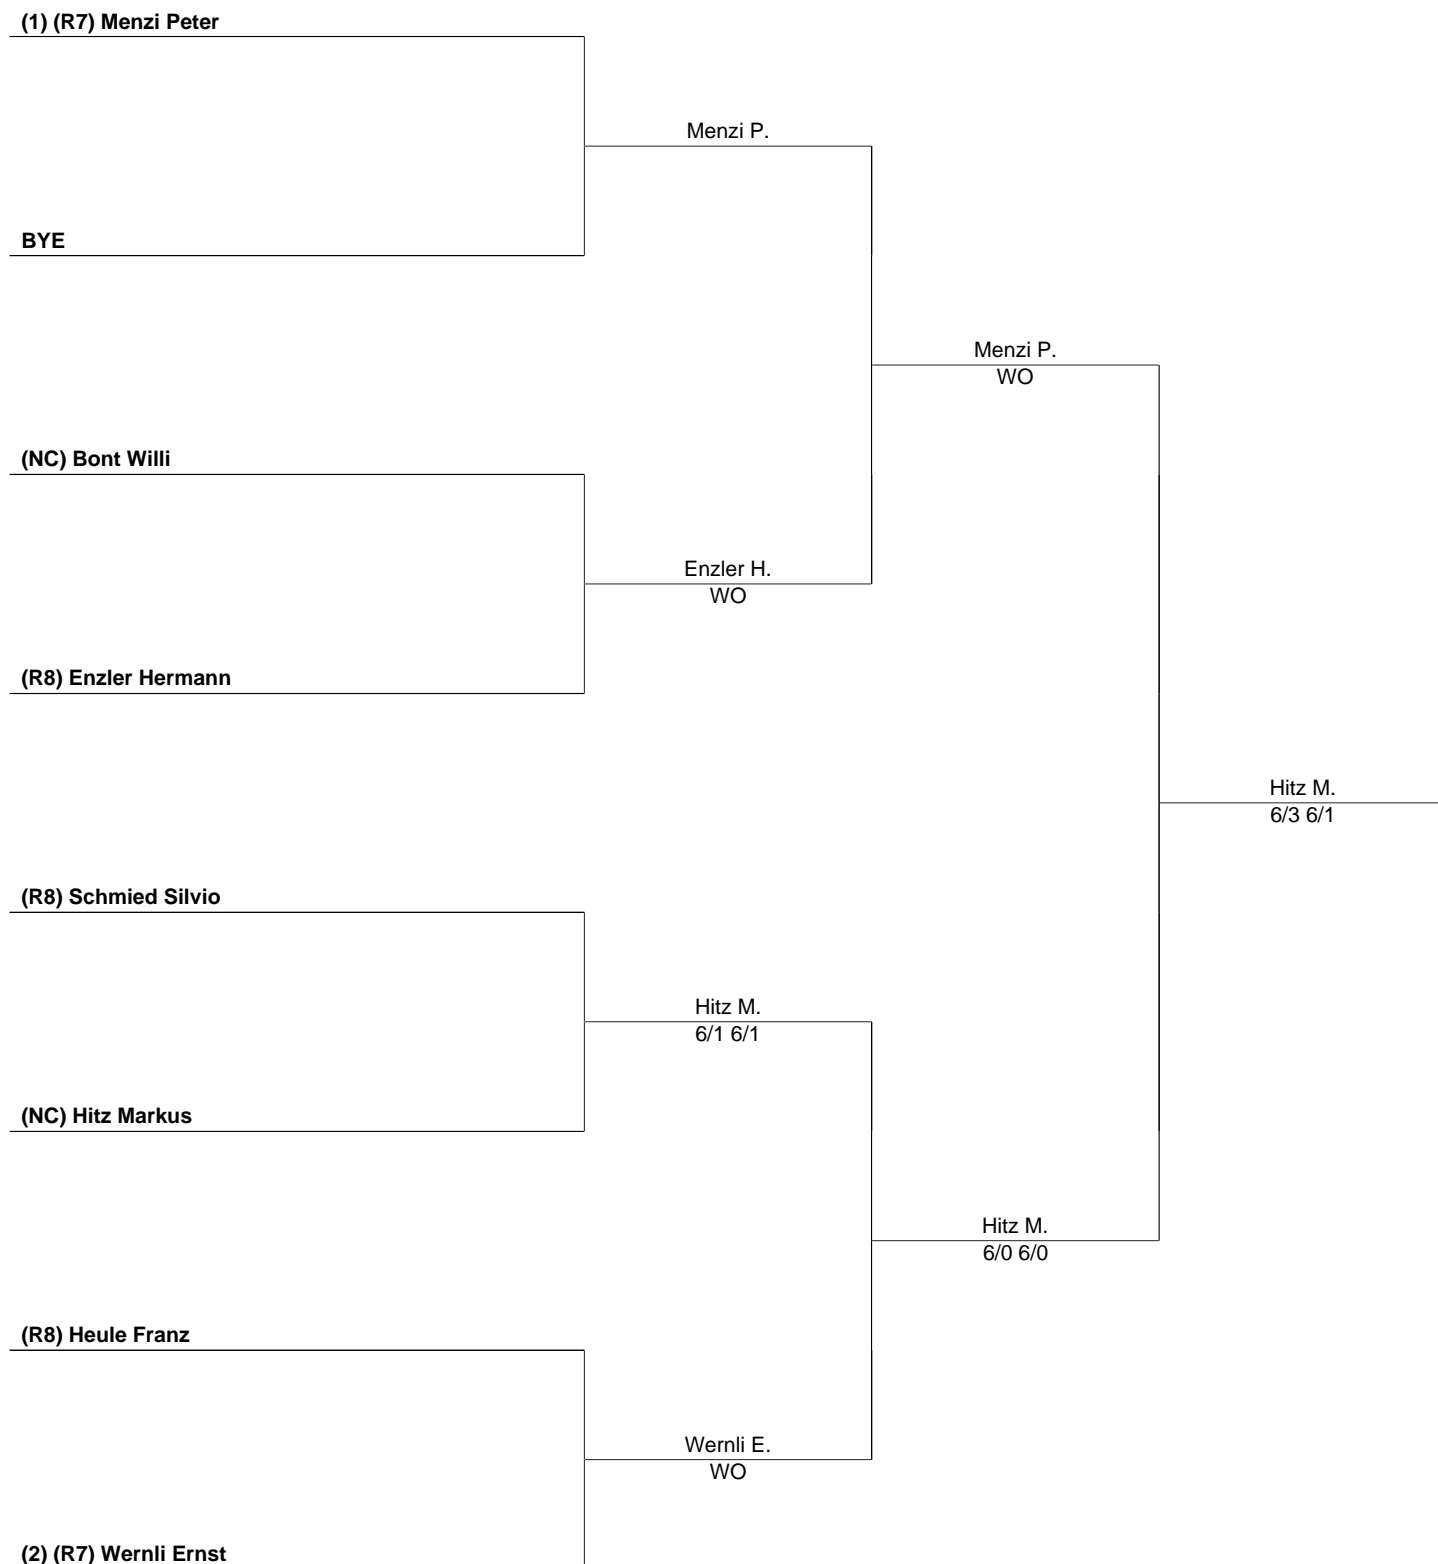 (1) (R7) Menzi Peter
Menzi P.
BYE
Menzi P.
WO
(NC) Bont Willi
Enzler H.
WO
(R8) Enzler Hermann
Hitz M.
6/3 6/1
(R8) Schmied Silvio
Hitz M.
6/1 6/1
(NC) Hitz Markus
Hitz M.
6/0 6/0
(R8) Heule Franz
Wernli E.
WO
(2) (R7) Wernli Ernst